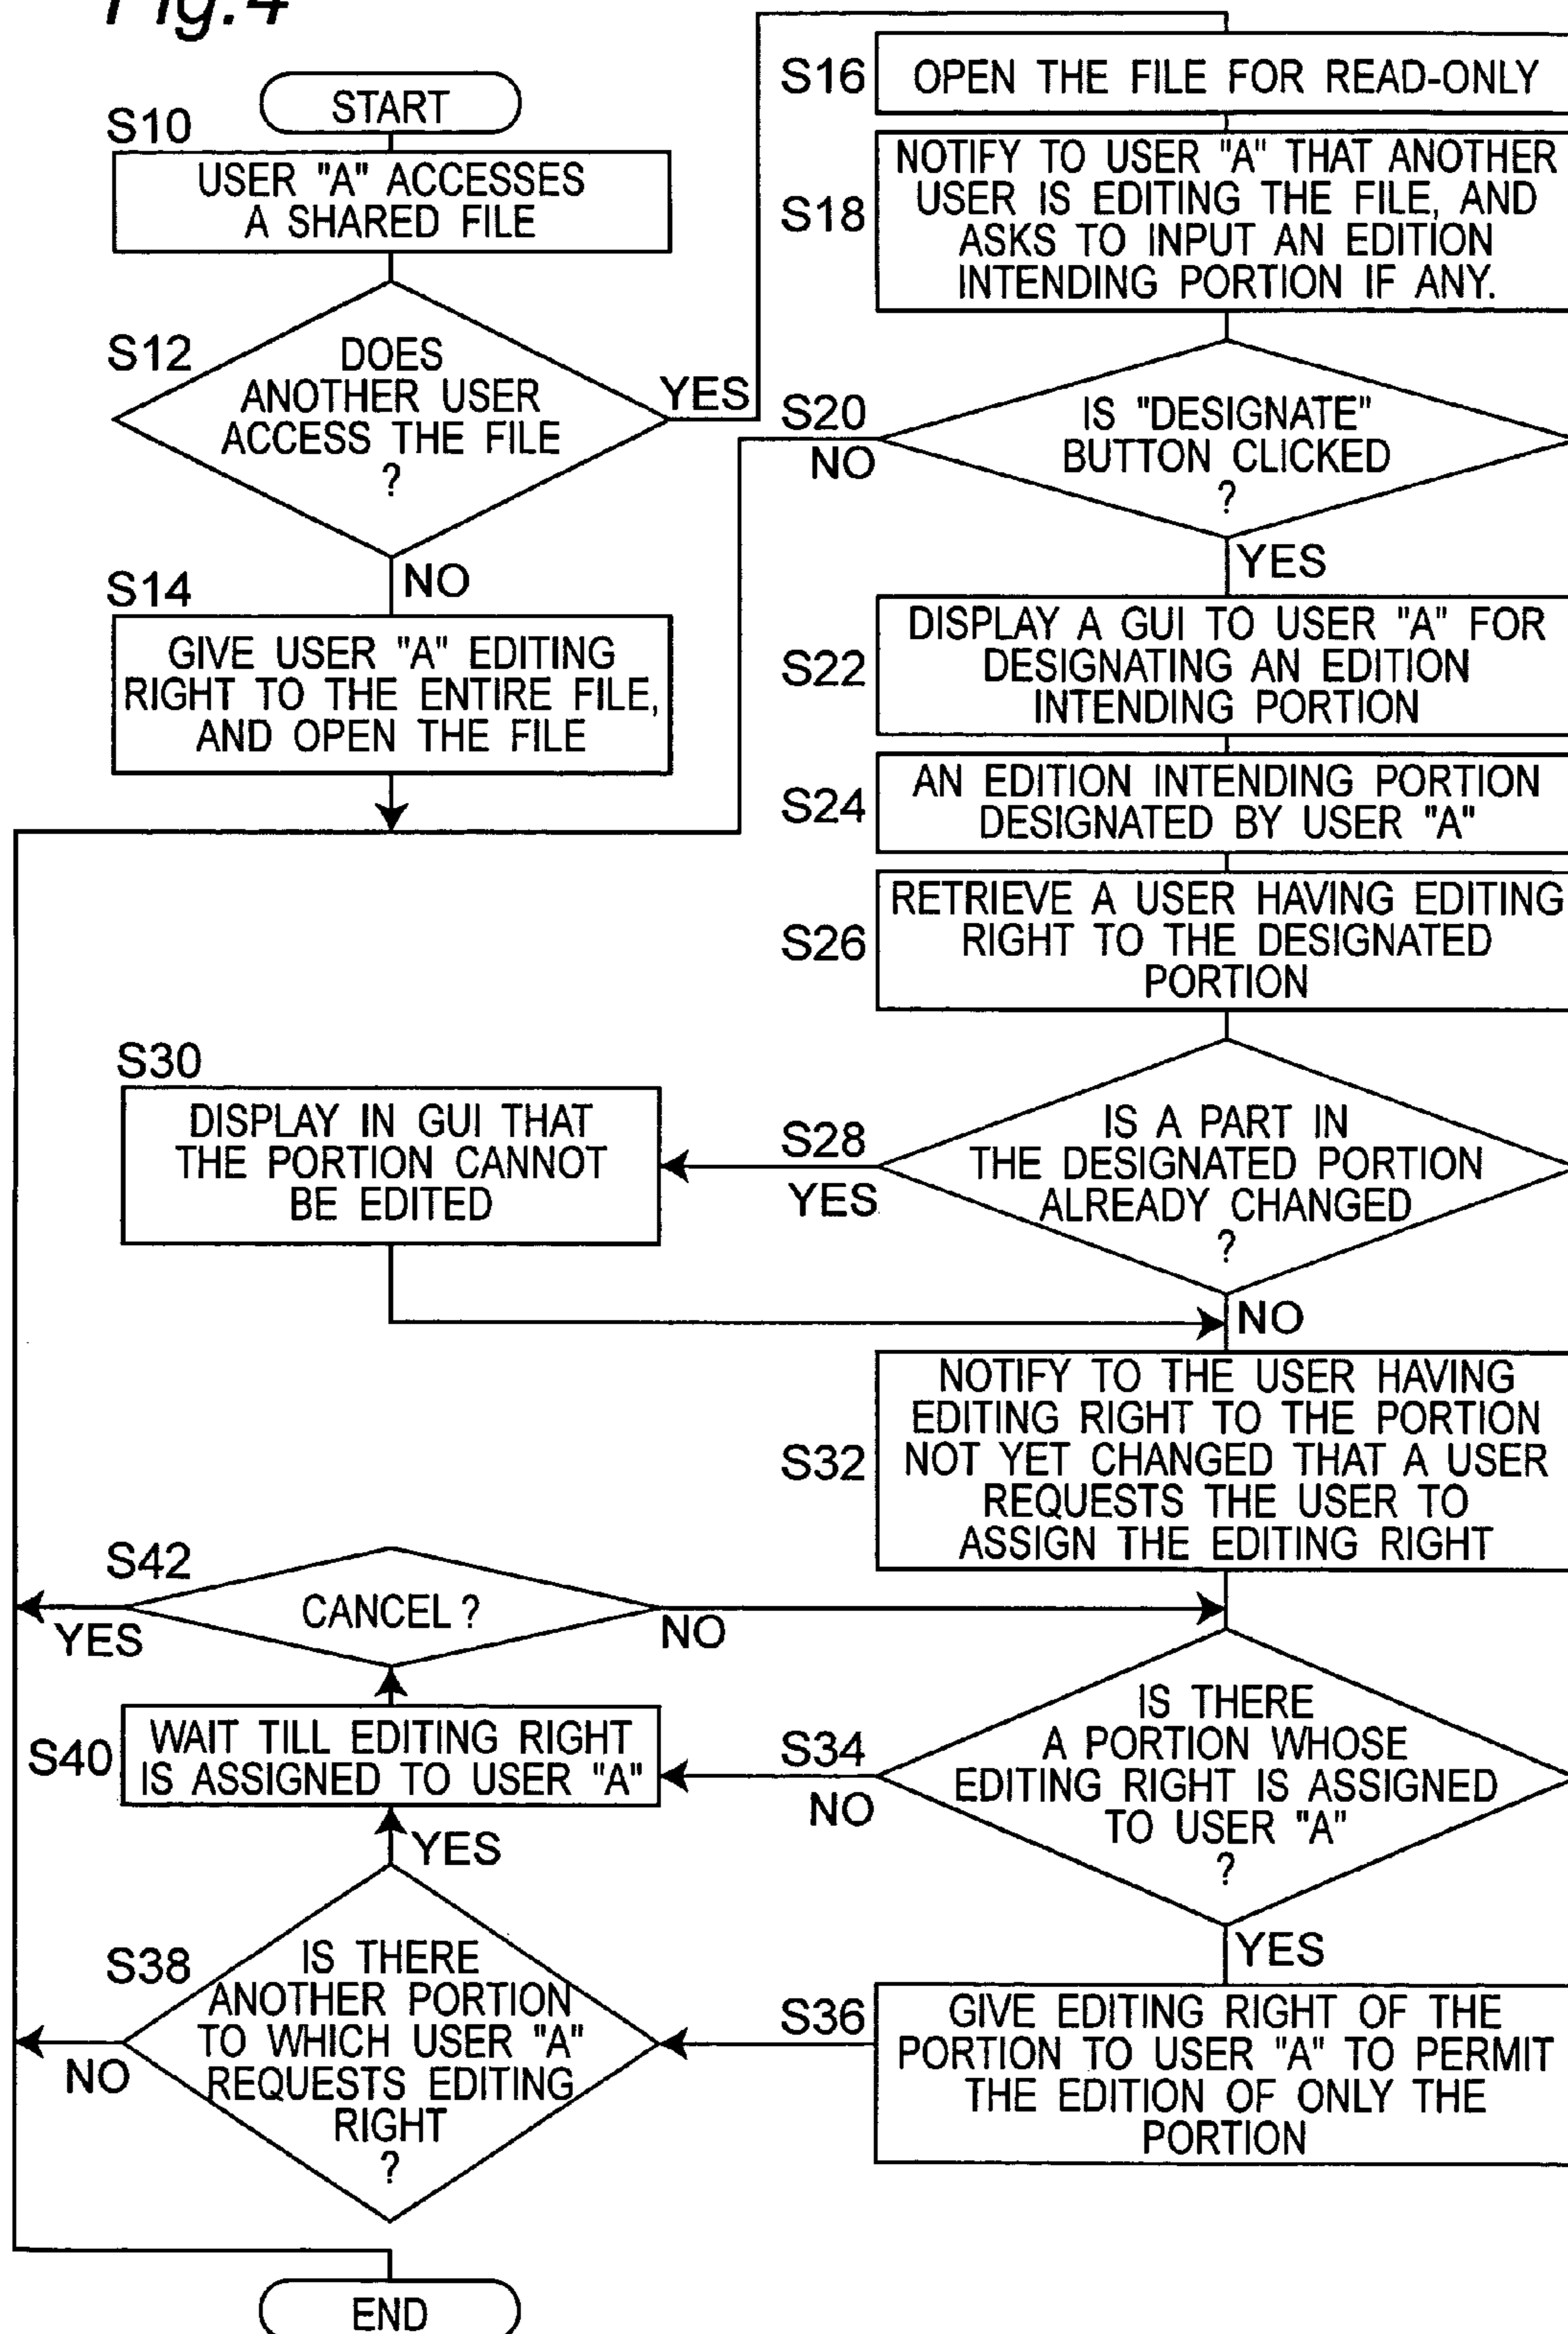 Fig.4
START
S10
USER "A" ACCESSES
A SHARED FILE
S12
DOES
ANOTHER USER
ACCESS THE FILE
?
YES
NO
S14
GIVE USER "A" EDITING
RIGHT TO THE ENTIRE FILE,
AND OPEN THE FILE
S16
OPEN THE FILE FOR READ-ONLY
S18
NOTIFY TO USER "A" THAT ANOTHER
USER IS EDITING THE FILE, AND
ASKS TO INPUT AN EDITION
INTENDING PORTION IF ANY.
S20
NO
IS "DESIGNATE"
BUTTON CLICKED
?
YES
S22
DISPLAY A GUI TO USER "A" FOR
DESIGNATING AN EDITION
INTENDING PORTION
S24
AN EDITION INTENDING PORTION
DESIGNATED BY USER "A"
S26
RETRIEVE A USER HAVING EDITING
RIGHT TO THE DESIGNATED
PORTION
S28
YES
IS A PART IN
THE DESIGNATED PORTION
ALREADY CHANGED
?
NO
S30
DISPLAY IN GUI THAT
THE PORTION CANNOT
BE EDITED
S32
NOTIFY TO THE USER HAVING
EDITING RIGHT TO THE PORTION
NOT YET CHANGED THAT A USER
REQUESTS THE USER TO
ASSIGN THE EDITING RIGHT
S34
NO
IS THERE
A PORTION WHOSE
EDITING RIGHT IS ASSIGNED
TO USER "A"
?
YES
S36
GIVE EDITING RIGHT OF THE
PORTION TO USER "A" TO PERMIT
THE EDITION OF ONLY THE
PORTION
S42
CANCEL ?
YES
NO
S40
WAIT TILL EDITING RIGHT
IS ASSIGNED TO USER "A"
YES
S38
IS THERE
ANOTHER PORTION
TO WHICH USER "A"
REQUESTS EDITING
RIGHT
?
NO
END